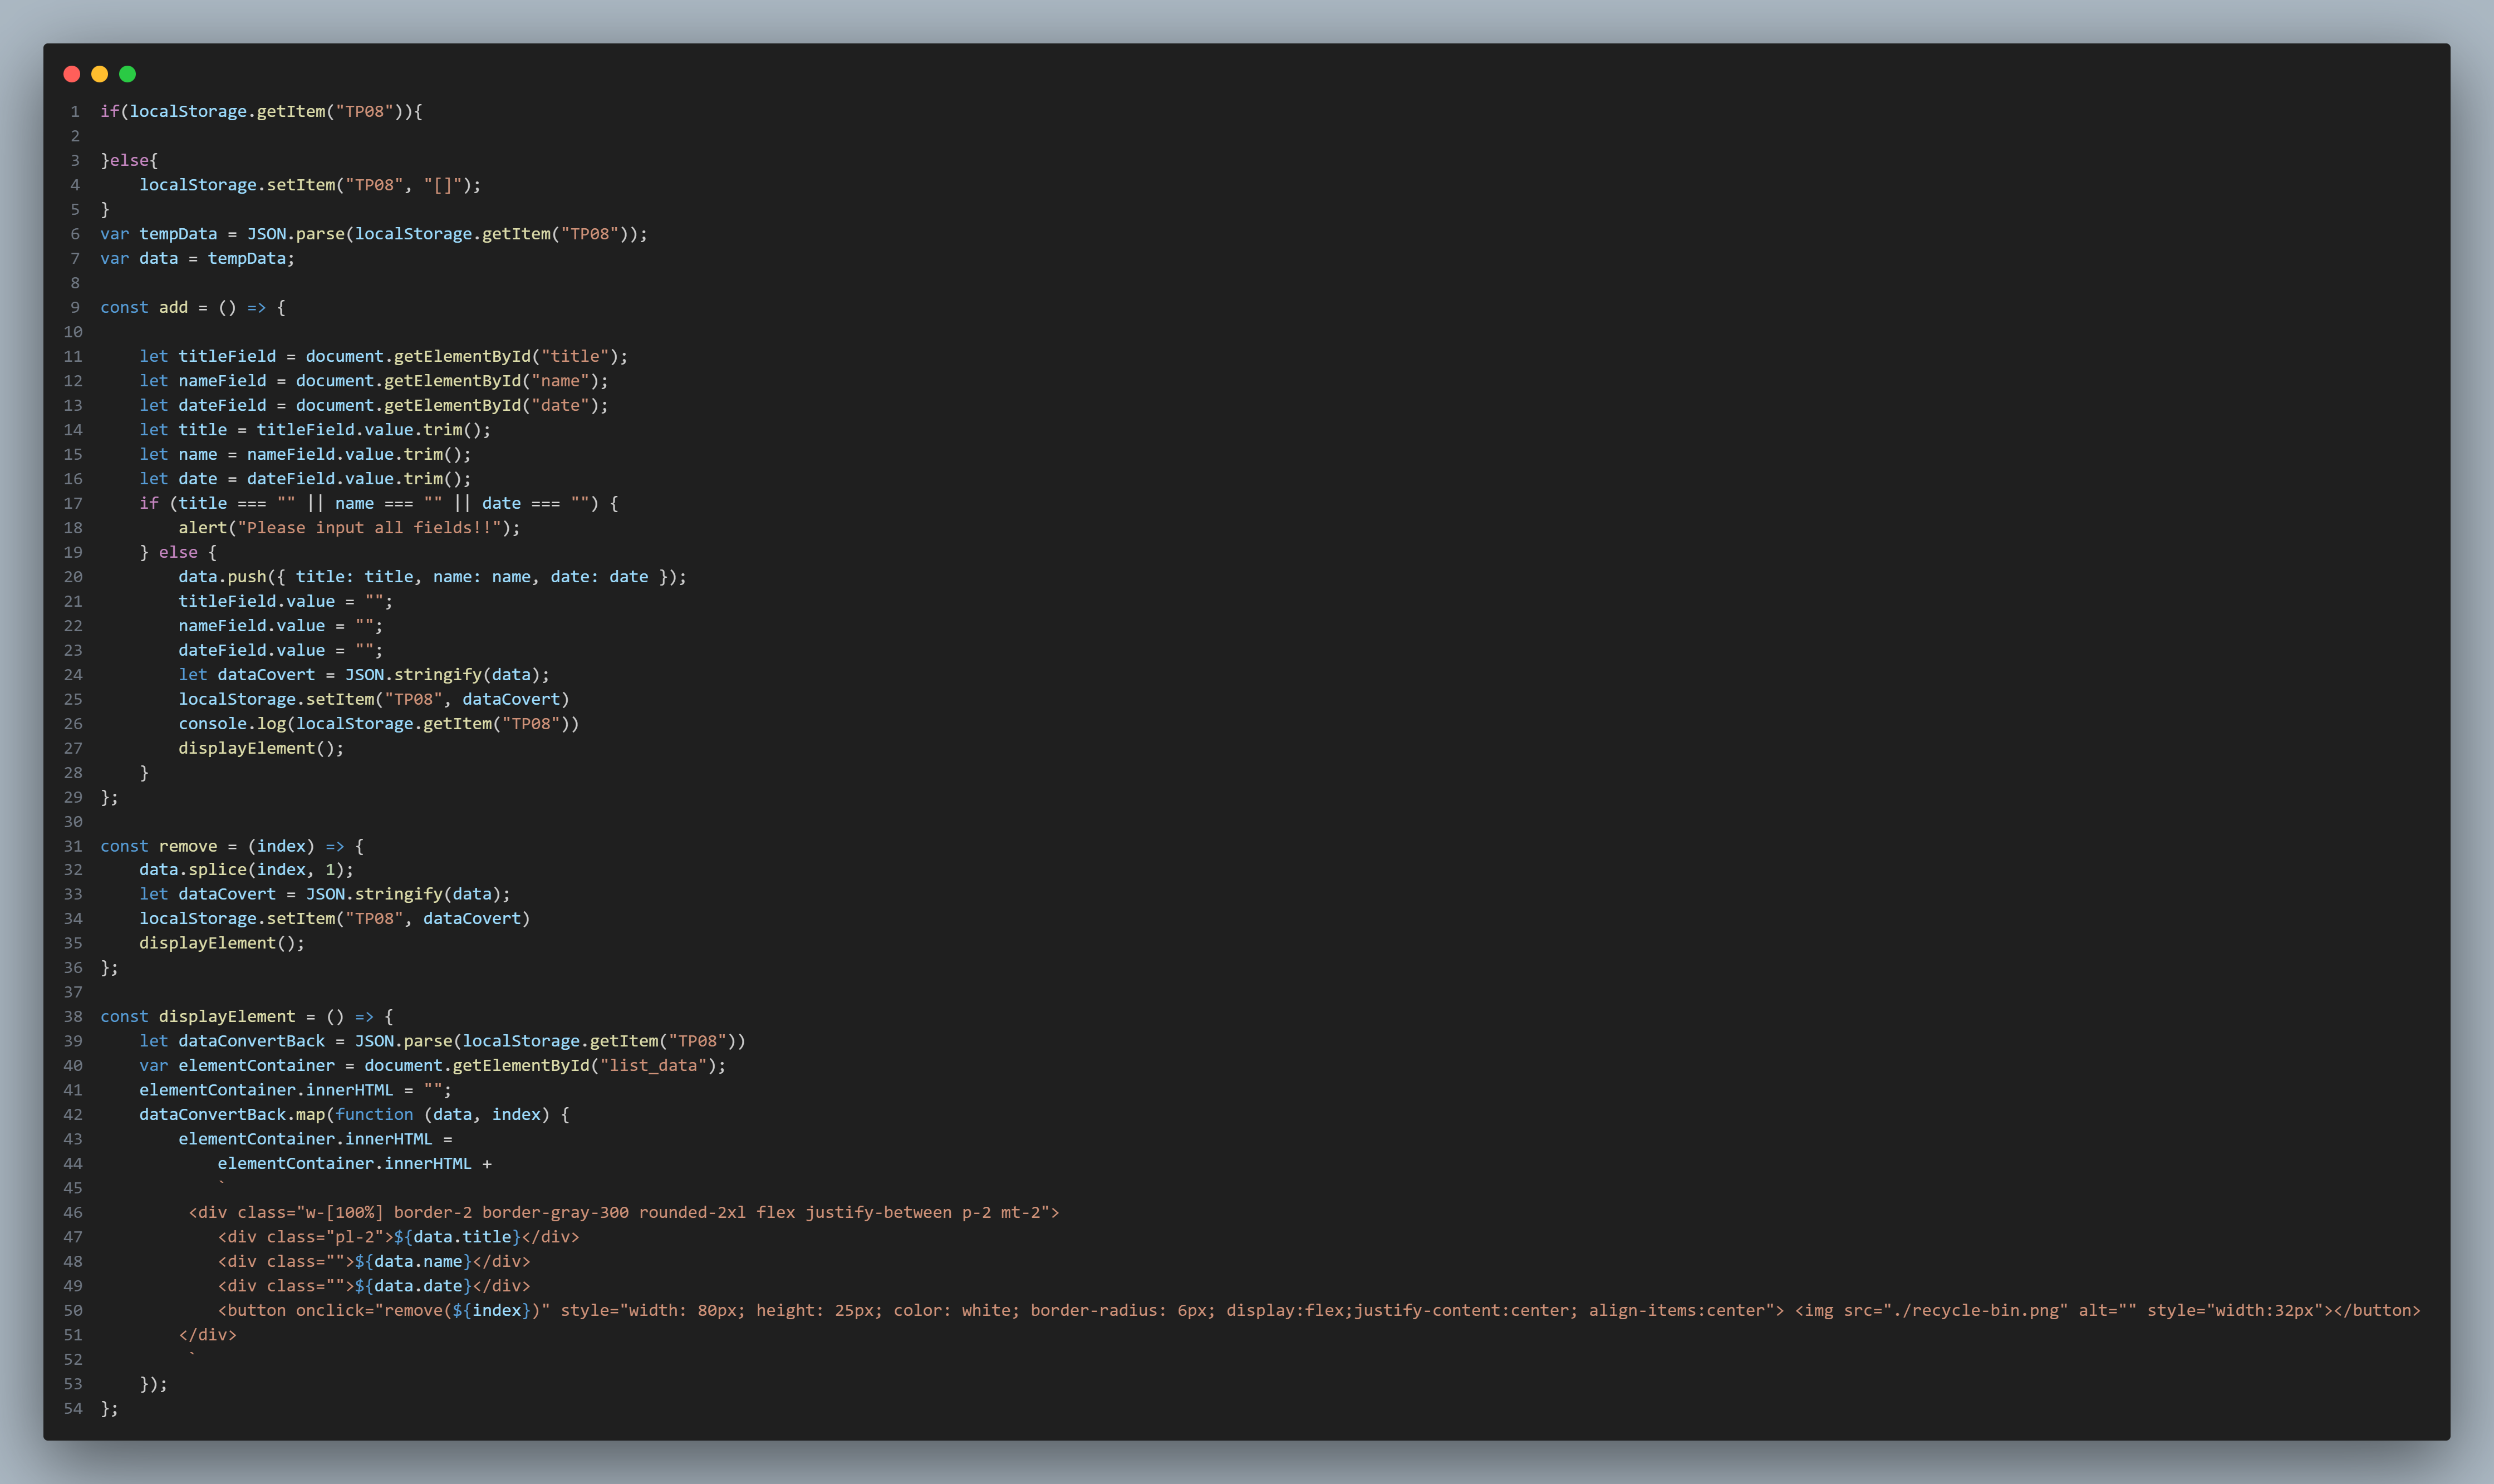 1 if(localStorage.getItem("TP08")){
2
3 }else{
4     localStorage.setItem("TP08", "[]");
5 }
6 var tempData = JSON.parse(localStorage.getItem("TP08"));
7 var data = tempData;
8
9 const add = () => {
10
11     let titleField = document.getElementById("title");
12     let nameField = document.getElementById("name");
13     let dateField = document.getElementById("date");
14     let title = titleField.value.trim();
15     let name = nameField.value.trim();
16     let date = dateField.value.trim();
17     if (title === "" || name === "" || date === "") {
18         alert("Please input all fields!!");
19     } else {
20         data.push({ title: title, name: name, date: date });
21         titleField.value = "";
22         nameField.value = "";
23         dateField.value = "";
24         let dataCovert = JSON.stringify(data);
25         localStorage.setItem("TP08", dataCovert)
26         console.log(localStorage.getItem("TP08"))
27         displayElement();
28     }
29 };
30
31 const remove = (index) => {
32     data.splice(index, 1);
33     let dataCovert = JSON.stringify(data);
34     localStorage.setItem("TP08", dataCovert)
35     displayElement();
36 };
37
38 const displayElement = () => {
39     let dataConvertBack = JSON.parse(localStorage.getItem("TP08"))
40     var elementContainer = document.getElementById("list_data");
41     elementContainer.innerHTML = "";
42     dataConvertBack.map(function (data, index) {
43         elementContainer.innerHTML =
44             elementContainer.innerHTML +
45             `
46          <div class="w-[100%] border-2 border-gray-300 rounded-2xl flex justify-between p-2 mt-2">
47             <div class="pl-2">${data.title}</div>
48             <div class="">${data.name}</div>
49             <div class="">${data.date}</div>
50             <button onclick="remove(${index})" style="width: 80px; height: 25px; color: white; border-radius: 6px; display:flex;justify-content:center; align-items:center"> <img src="./recycle-bin.png" alt="" style="width:32px"></button>
51         </div>
52          `
53     });
54 };